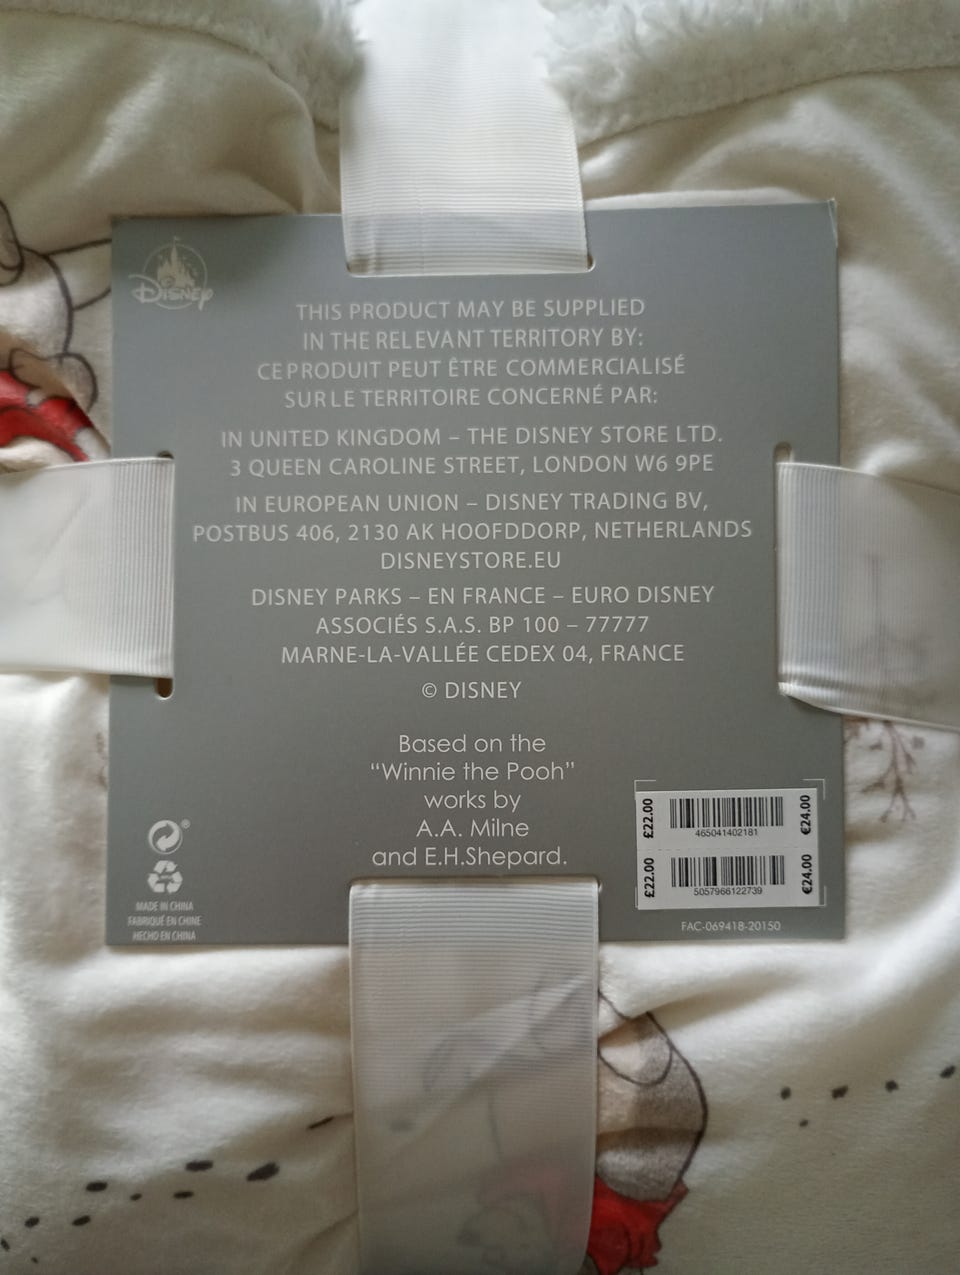 DISNEY
THIS PRODUCT MAY BE SUPPLIED
IN THE RELEVANT TERRITORY BY:
CE PRODUIT PEUT ÊTRE COMMERCIALISÉ
SUR LE TERRITOIRE CONCERNÉ PAR:
IN UNITED KINGDOM – THE DISNEY STORE LTD.
3 QUEEN CAROLINE STREET, LONDON W6 9PE
IN EUROPEAN UNION – DISNEY TRADING BV,
POSTBUS 406, 2130 AK HOOFDDORP, NETHERLANDS
DISNEYSTORE.EU
DISNEY PARKS – EN FRANCE – EURO DISNEY
ASSOCIÉS S.A.S. BP 100 – 77777
MARNE-LA-VALLÉE CEDEX 04, FRANCE
© DISNEY
Based on the
“Winnie the Pooh”
works by
A.A. Milne
and E.H.Shepard.
®
MADE IN CHINA
FABRIQUÉ EN CHINE
HECHO EN CHINA
£22.00
465041402181
€24.00
£22.00
5057966122739
€24.00
FAC-069418-20150